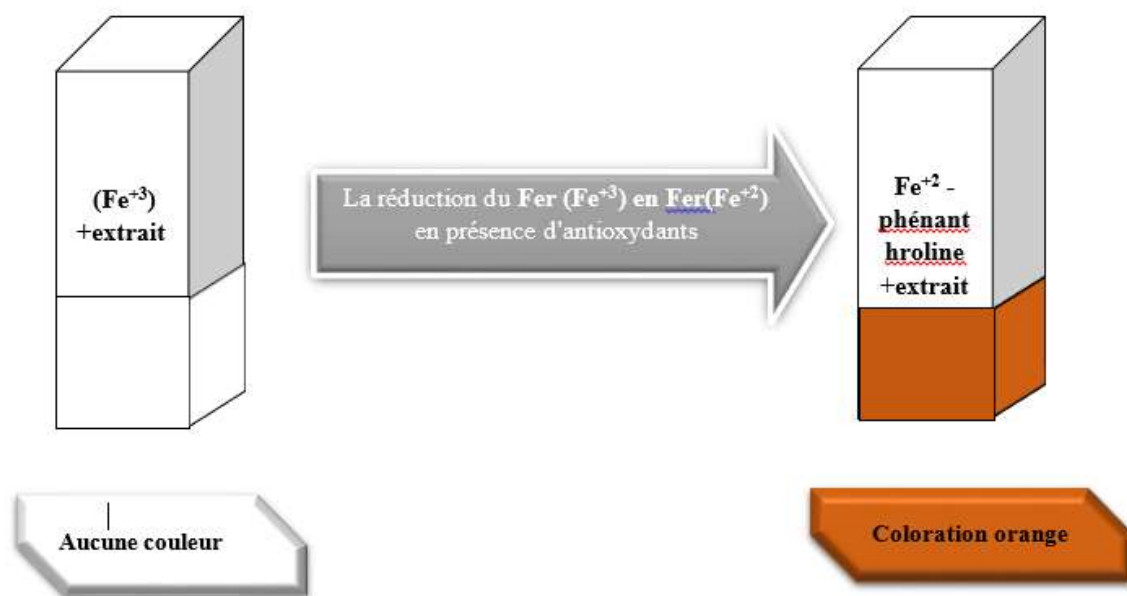 (Fe+3)
+extrait
La réduction du Fer (Fe+3) en Fer(Fe+2)
en présence d'antioxydants
Fe+2 -
phénant
hroline
+extrait
Aucune couleur
Coloration orange